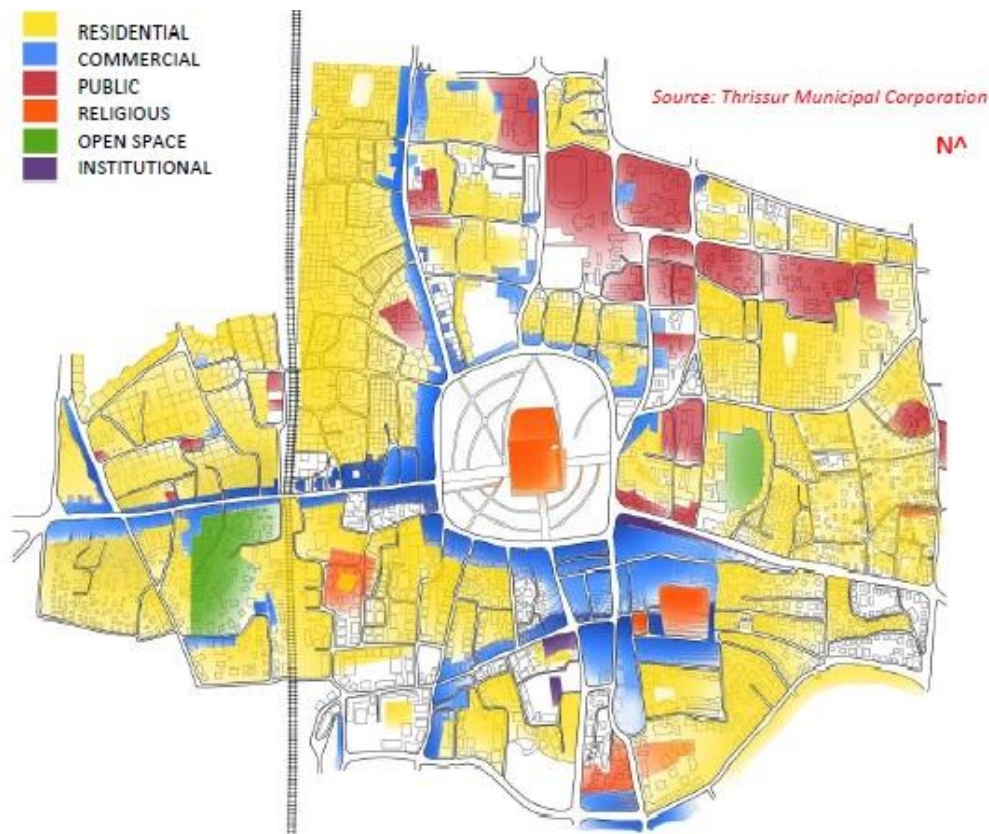 RESIDENTIAL
COMMERCIAL
PUBLIC
RELIGIOUS
OPEN SPACE
INSTITUTIONAL
Source: Thrissur Municipal Corporation
N^